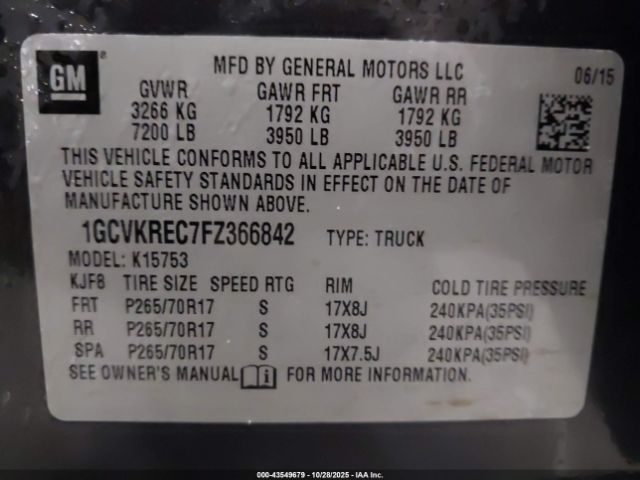 GM
MFD BY GENERAL MOTORS LLC
06/15
GVWR GAWR FRT GAWR RR
3266 KG 1792 KG 1792 KG
7200 LB 3950 LB 3950 LB
THIS VEHICLE CONFORMS TO ALL APPLICABLE U.S. FEDERAL MOTOR
VEHICLE SAFETY STANDARDS IN EFFECT ON THE DATE OF
MANUFACTURE SHOWN ABOVE.
1GCVKREC7FZ366842 TYPE: TRUCK
MODEL: K15753
KJF8 TIRE SIZE SPEED RTG RIM COLD TIRE PRESSURE
FRT P265/70R17 S 17X8J 240KPA(35PSI)
RR P265/70R17 S 17X8J 240KPA(35PSI)
SPA P265/70R17 S 17X7.5J 240KPA(35PSI)
SEE OWNER'S MANUAL i FOR MORE INFORMATION.
000-43549679 | 10/28/2025 | IAA Inc.